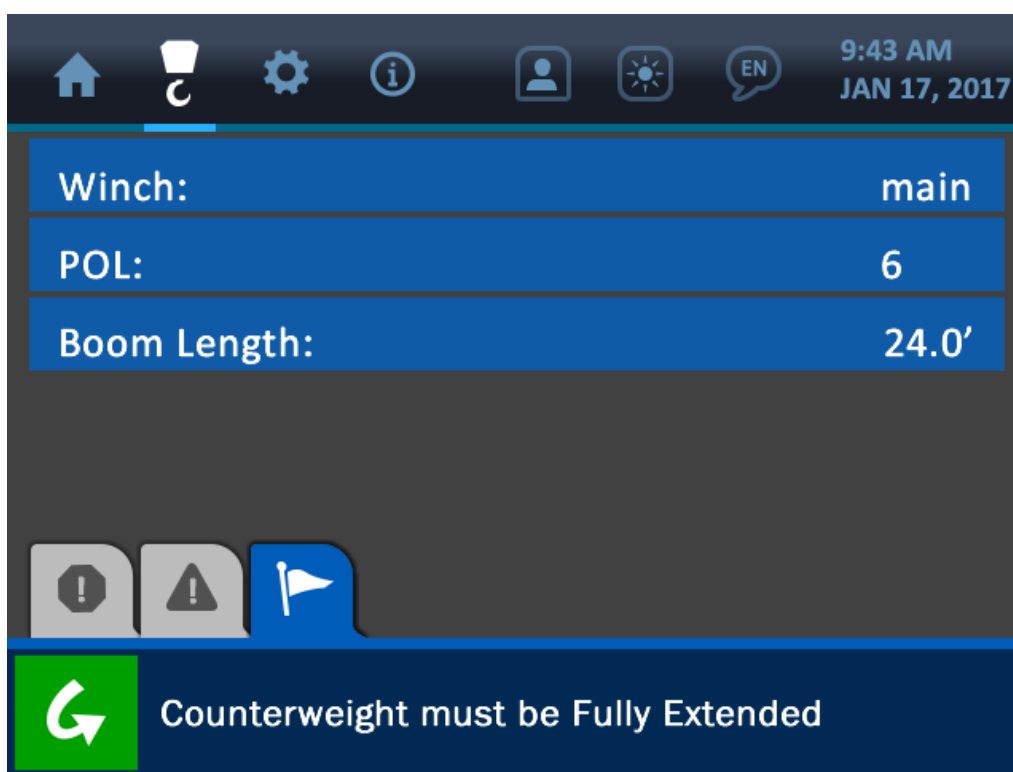 EN
9:43 AM
JAN 17, 2017
Winch: main
POL: 6
Boom Length: 24.0’
Counterweight must be Fully Extended